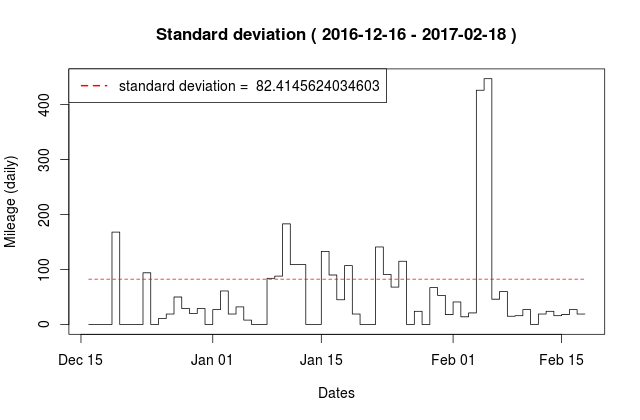 Standard deviation ( 2016-12-16 - 2017-02-18 )
standard deviation =  82.4145624034603
Mileage (daily)
400
300
200
100
0
Dec 15 Jan 01 Jan 15 Feb 01 Feb 15
Dates